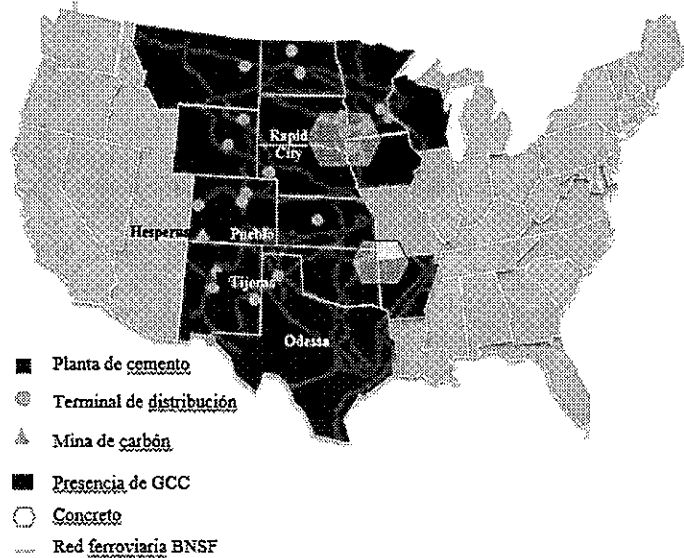 Rapid
City
Hesperus
Pueblo
Tijeras
Odessa
Planta de cemento
Terminal de distribución
Mina de carbón
Presencia de GCC
Concreto
Red ferroviaria BNSF